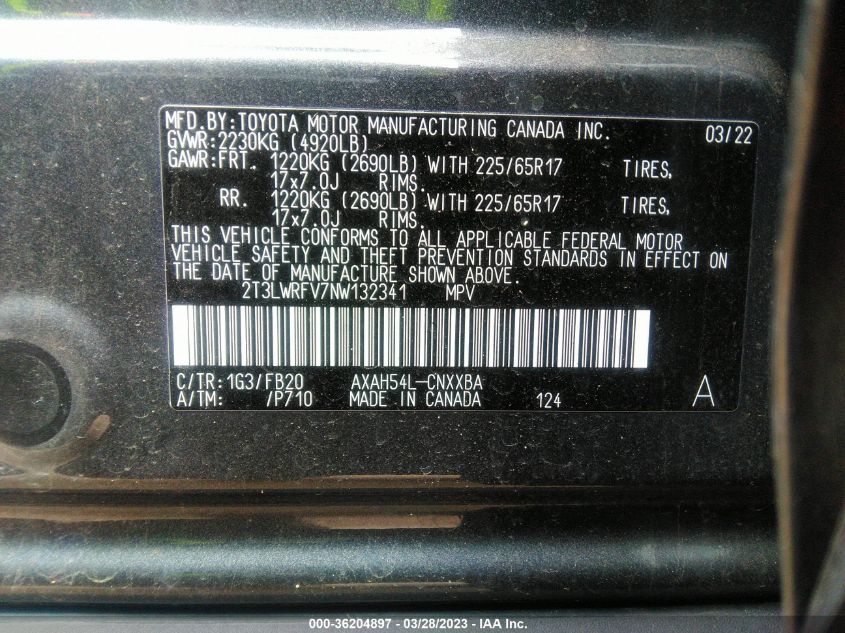 MFD.BY:TOYOTA MOTOR MANUFACTURING CANADA INC. 03/22
GVWR:2230KG (4920LB)
GAWR:FRT. 1220KG (2690LB) WITH 225/65R17 TIRES,
17x7.0J RIMS.
RR. 1220KG (2690LB) WITH 225/65R17 TIRES,
17x7.0J RIMS.
THIS VEHICLE CONFORMS TO ALL APPLICABLE FEDERAL MOTOR
VEHICLE SAFETY AND THEFT PREVENTION STANDARDS IN EFFECT ON
THE DATE OF MANUFACTURE SHOWN ABOVE.
2T3LWRFV7NW132341 MPV
C/TR:1G3/FB20 AXAH54L-CNXXBA
A/TM: /P710 MADE IN CANADA 124 A
000-36204897 - 03/28/2023 - IAA Inc.